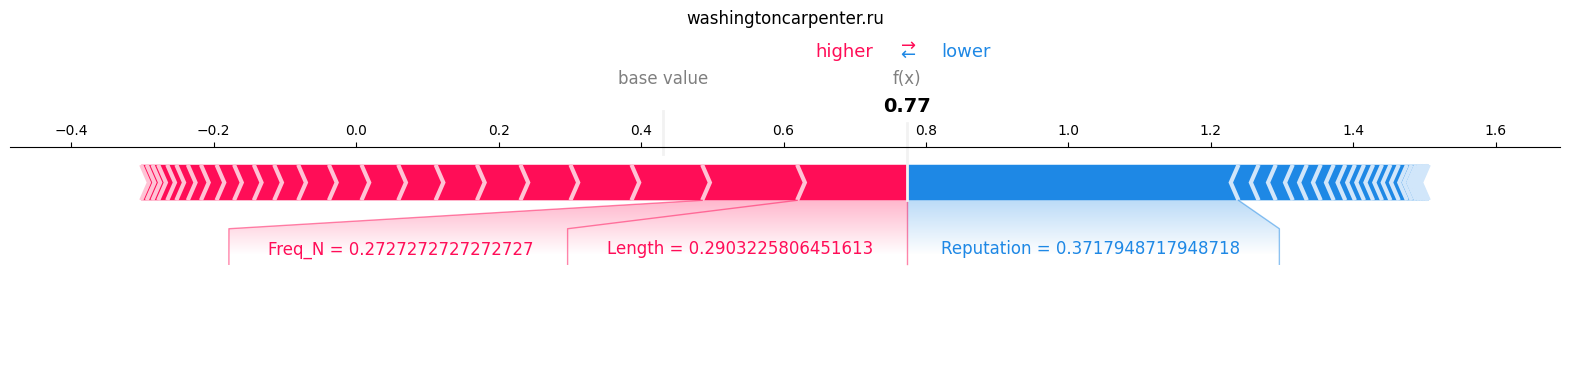 washingtoncarpenter.ru
higher → ← lower
base value f(x)
0.77
−0.4 −0.2 0.0 0.2 0.4 0.6 0.8 1.0 1.2 1.4 1.6
Freq_N = 0.2727272727272727 Length = 0.2903225806451613 Reputation = 0.3717948717948718